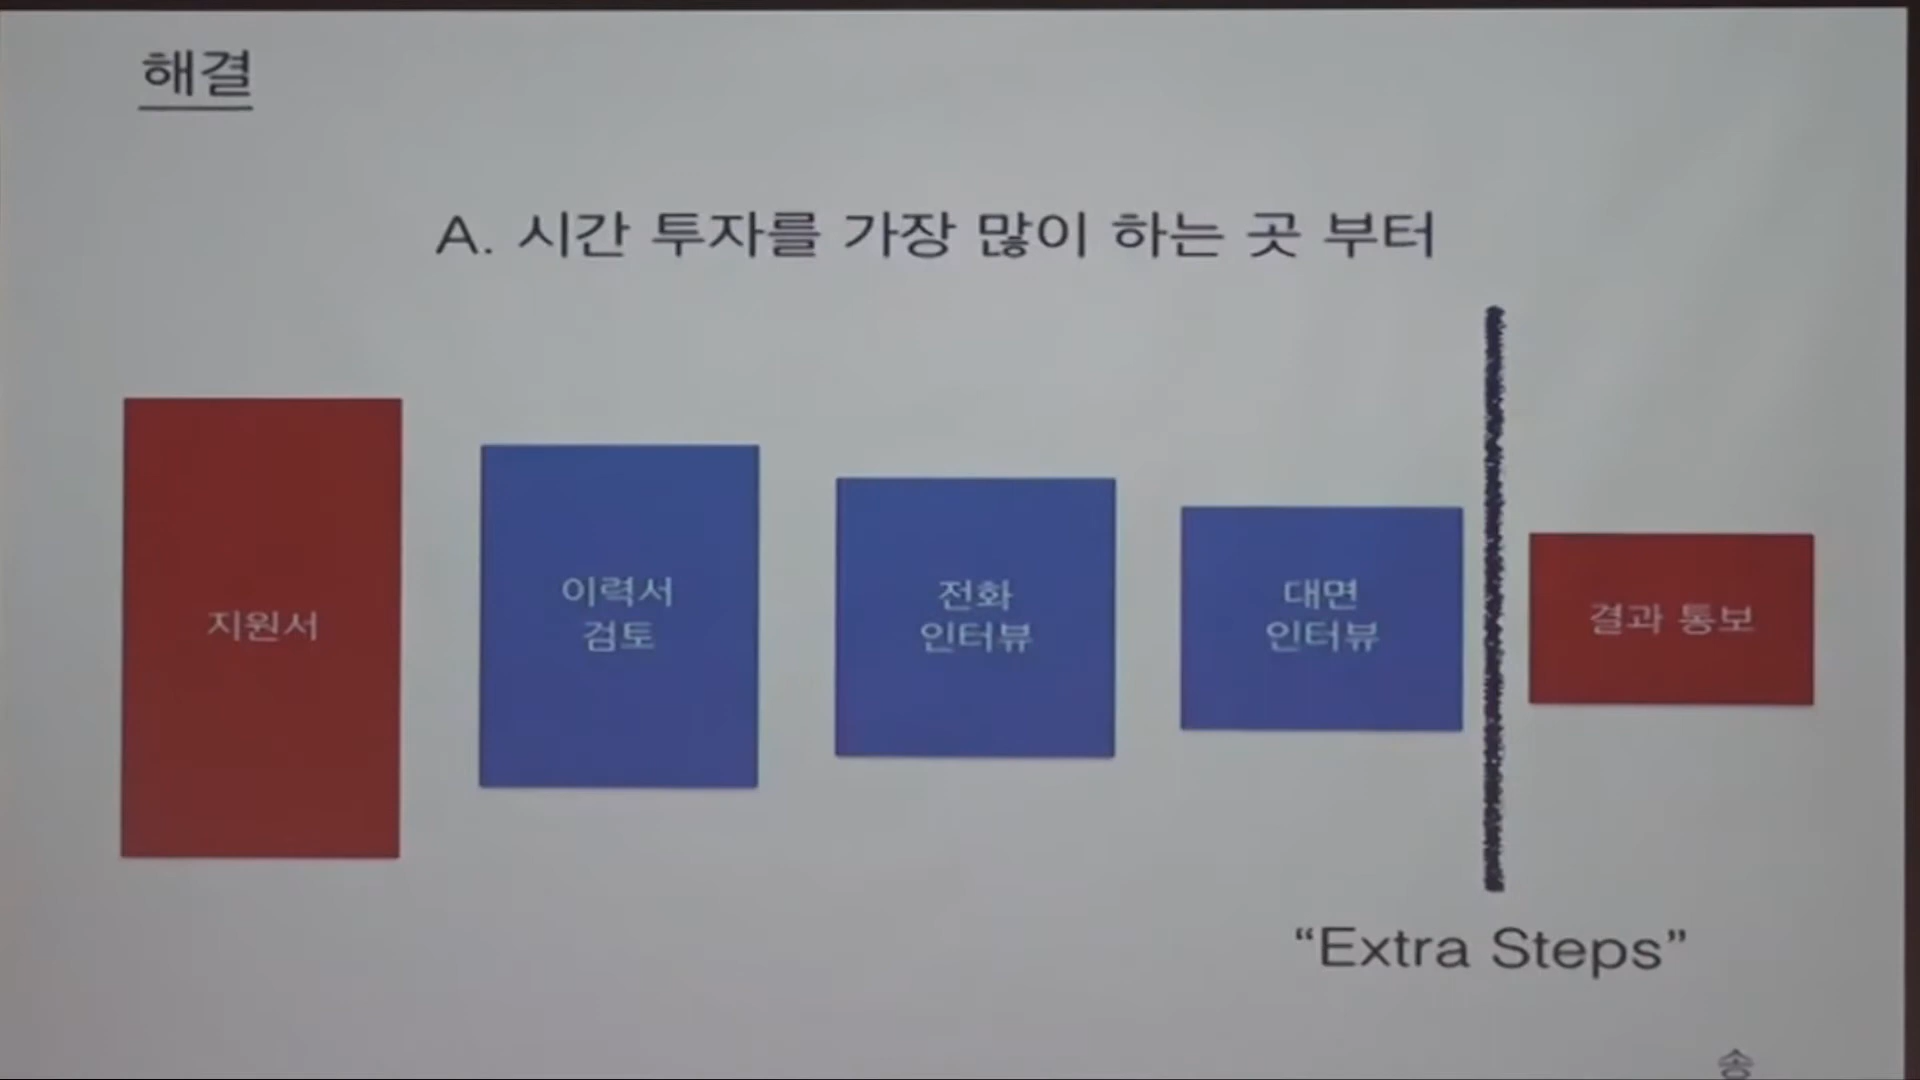 해결
A. 시간 투자를 가장 많이 하는 곳 부터
지원서
이력서
검토
전화
인터뷰
대면
인터뷰
결과 통보
“Extra Steps”
송